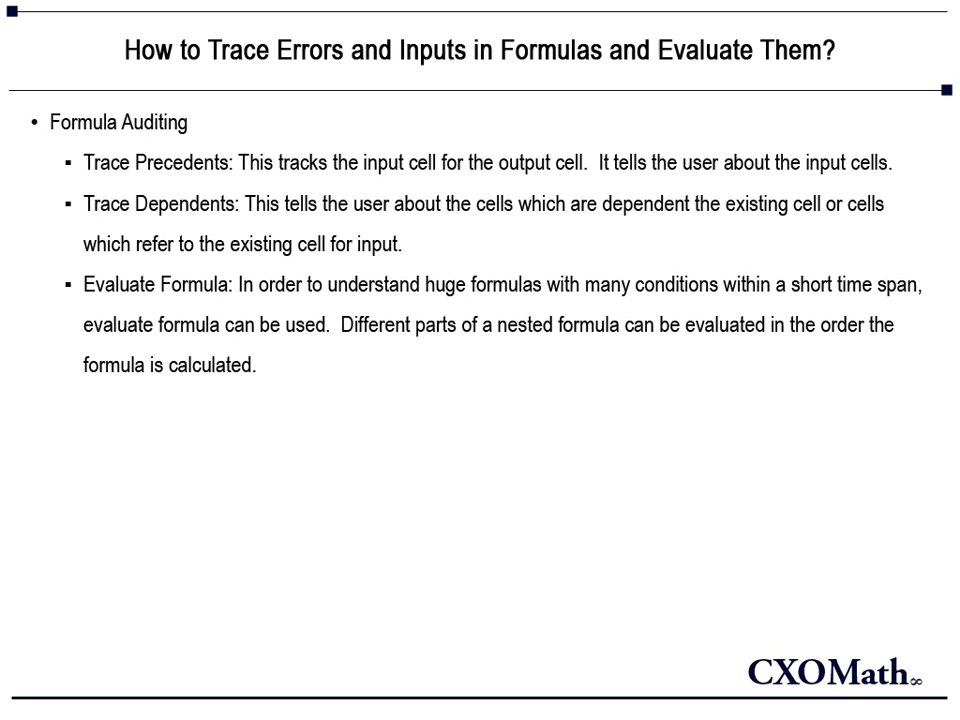 How to Trace Errors and Inputs in Formulas and Evaluate Them?
• Formula Auditing
▪ Trace Precedents: This tracks the input cell for the output cell.  It tells the user about the input cells.
▪ Trace Dependents: This tells the user about the cells which are dependent the existing cell or cells
which refer to the existing cell for input.
▪ Evaluate Formula: In order to understand huge formulas with many conditions within a short time span,
evaluate formula can be used.  Different parts of a nested formula can be evaluated in the order the
formula is calculated.
CXOMath∞